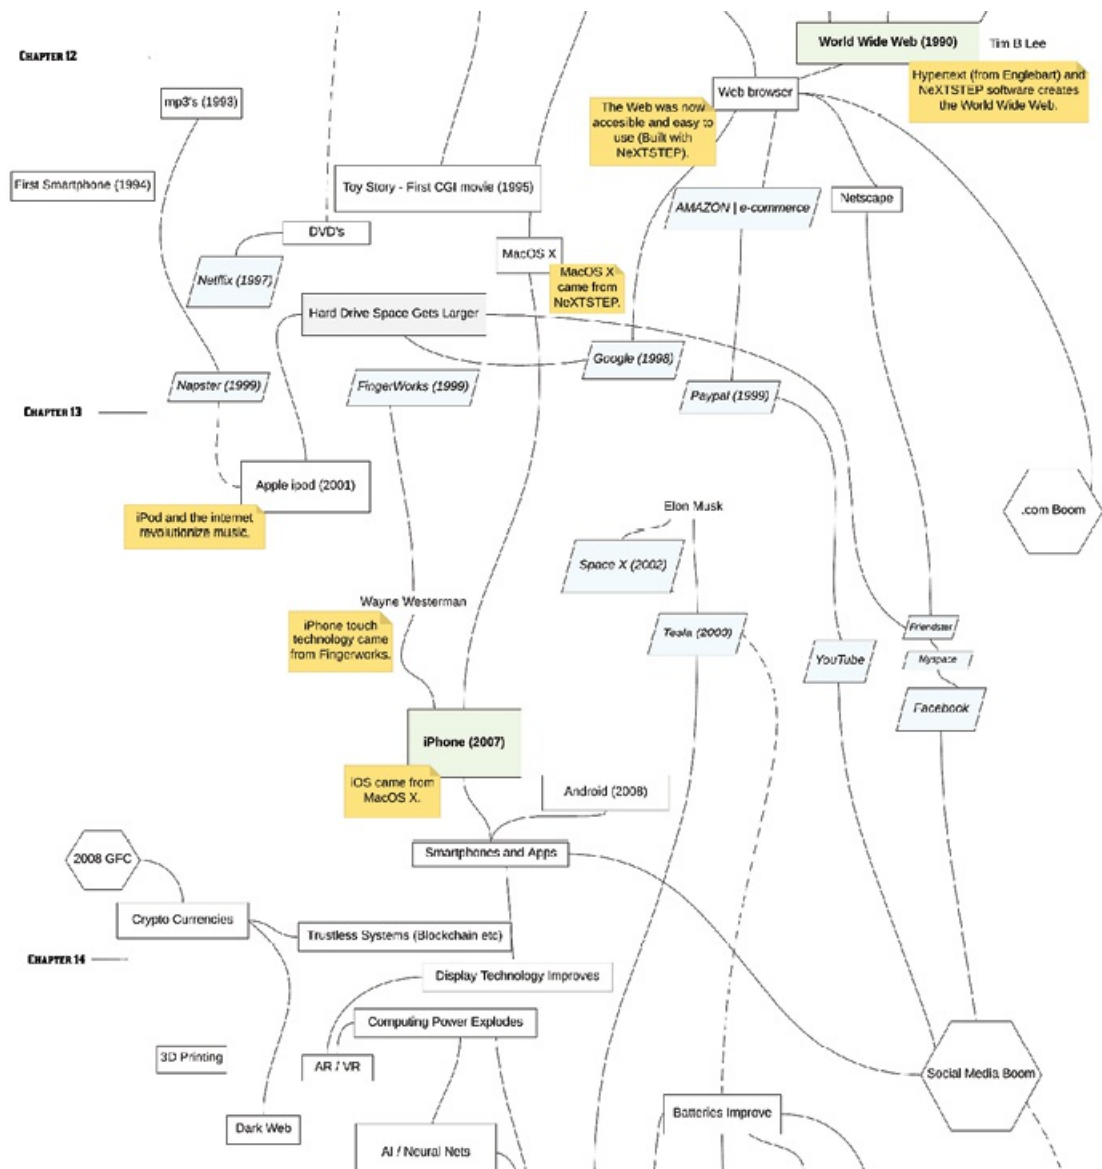 CHAPTER 12
World Wide Web (1990)
Tim B Lee
Hypertext (from Englebart) and
NeXTSTEP software creates
the World Wide Web.
Web browser
mp3's (1993)
The Web was now
accesible and easy to
use (Built with
NeXTSTEP).
First Smartphone (1994)
Toy Story - First CGI movie (1995)
AMAZON | e-commerce
Netscape
DVD's
MacOS X
MacOS X
came from
NeXTSTEP.
Netflix (1997)
Hard Drive Space Gets Larger
Google (1998)
Napster (1999)
FingerWorks (1999)
Paypal (1999)
CHAPTER 13
Apple ipod (2001)
iPod and the internet
revolutionize music.
Elon Musk
.com Boom
Space X (2002)
Wayne Westerman
iPhone touch
technology came
from Fingerworks.
Tesla (2003)
Friendster
YouTube
Myspace
Facebook
iPhone (2007)
iOS came from
MacOS X.
Android (2008)
Smartphones and Apps
2008 GFC
Crypto Currencies
Trustless Systems (Blockchain etc)
CHAPTER 14
Display Technology Improves
Computing Power Explodes
3D Printing
AR / VR
Social Media Boom
Batteries Improve
Dark Web
AI / Neural Nets